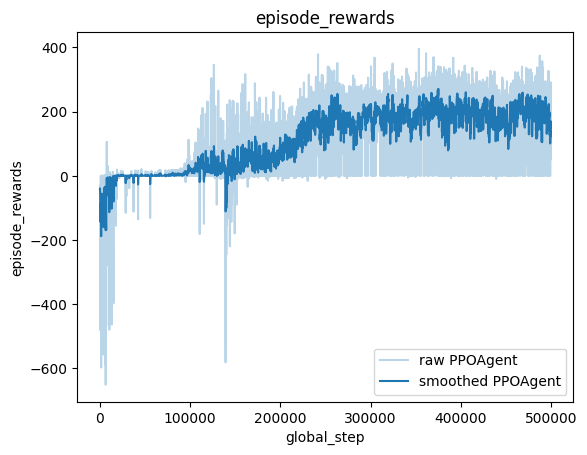 episode_rewards
400
200
0
−200
−400
−600
episode_rewards
raw PPOAgent
smoothed PPOAgent
0
100000
200000
300000
400000
500000
global_step